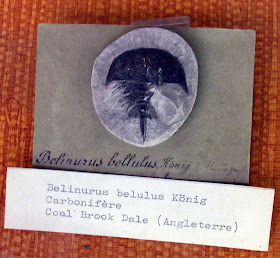 Belinurus bellulus König
Belinurus belulus König
Carbonifère
Coal Brook Dale (Angleterre)